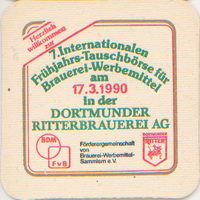 Herzlich
willkommen
zur
7.Internationalen
Frühjahrs-Tauschbörse für
Brauerei-Werbemittel
am
17.3.1990
in der
DORTMUNDER
RITTERBRAUEREI AG
BDM
FvB
Fördergemeinschaft
von
Brauerei-Werbemittel-
Sammlern e.V.
RITTER